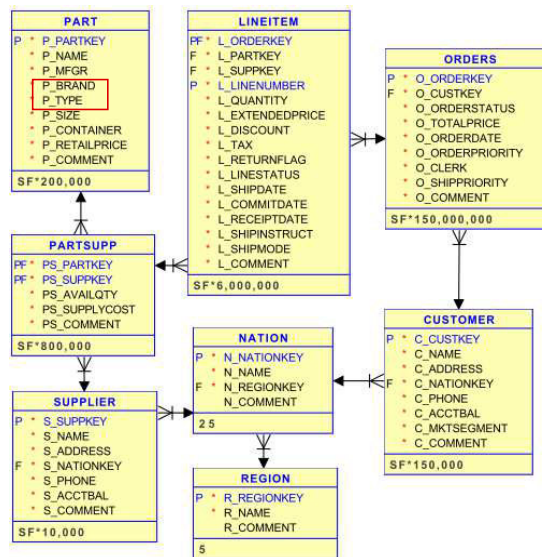 PART
P * P_PARTKEY
* P_NAME
* P_MFGR
* P_BRAND
* P_TYPE
* P_SIZE
* P_CONTAINER
* P_RETAILPRICE
* P_COMMENT
SF*200,000
PARTSUPP
PF * PS_PARTKEY
PF * PS_SUPPKEY
* PS_AVAILQTY
* PS_SUPPLYCOST
* PS_COMMENT
SF*800,000
SUPPLIER
P * S_SUPPKEY
* S_NAME
* S_ADDRESS
F * S_NATIONKEY
* S_PHONE
* S_ACCTBAL
* S_COMMENT
SF*10,000
LINEITEM
PF * L_ORDERKEY
F * L_PARTKEY
F * L_SUPPKEY
P * L_LINENUMBER
* L_QUANTITY
* L_EXTENDEDPRICE
* L_DISCOUNT
* L_TAX
* L_RETURNFLAG
* L_LINESTATUS
* L_SHIPDATE
* L_COMMITDATE
* L_RECEIPTDATE
* L_SHIPINSTRUCT
* L_SHIPMODE
* L_COMMENT
SF*6,000,000
NATION
P * N_NATIONKEY
* N_NAME
F * N_REGIONKEY
N_COMMENT
25
REGION
P * R_REGIONKEY
* R_NAME
R_COMMENT
5
ORDERS
P * O_ORDERKEY
F * O_CUSTKEY
* O_ORDERSTATUS
* O_TOTALPRICE
* O_ORDERDATE
* O_ORDERPRIORITY
* O_CLERK
* O_SHIPPRIORITY
* O_COMMENT
SF*150,000,000
CUSTOMER
P * C_CUSTKEY
* C_NAME
* C_ADDRESS
F * C_NATIONKEY
* C_PHONE
* C_ACCTBAL
* C_MKTSEGMENT
* C_COMMENT
SF*150,000